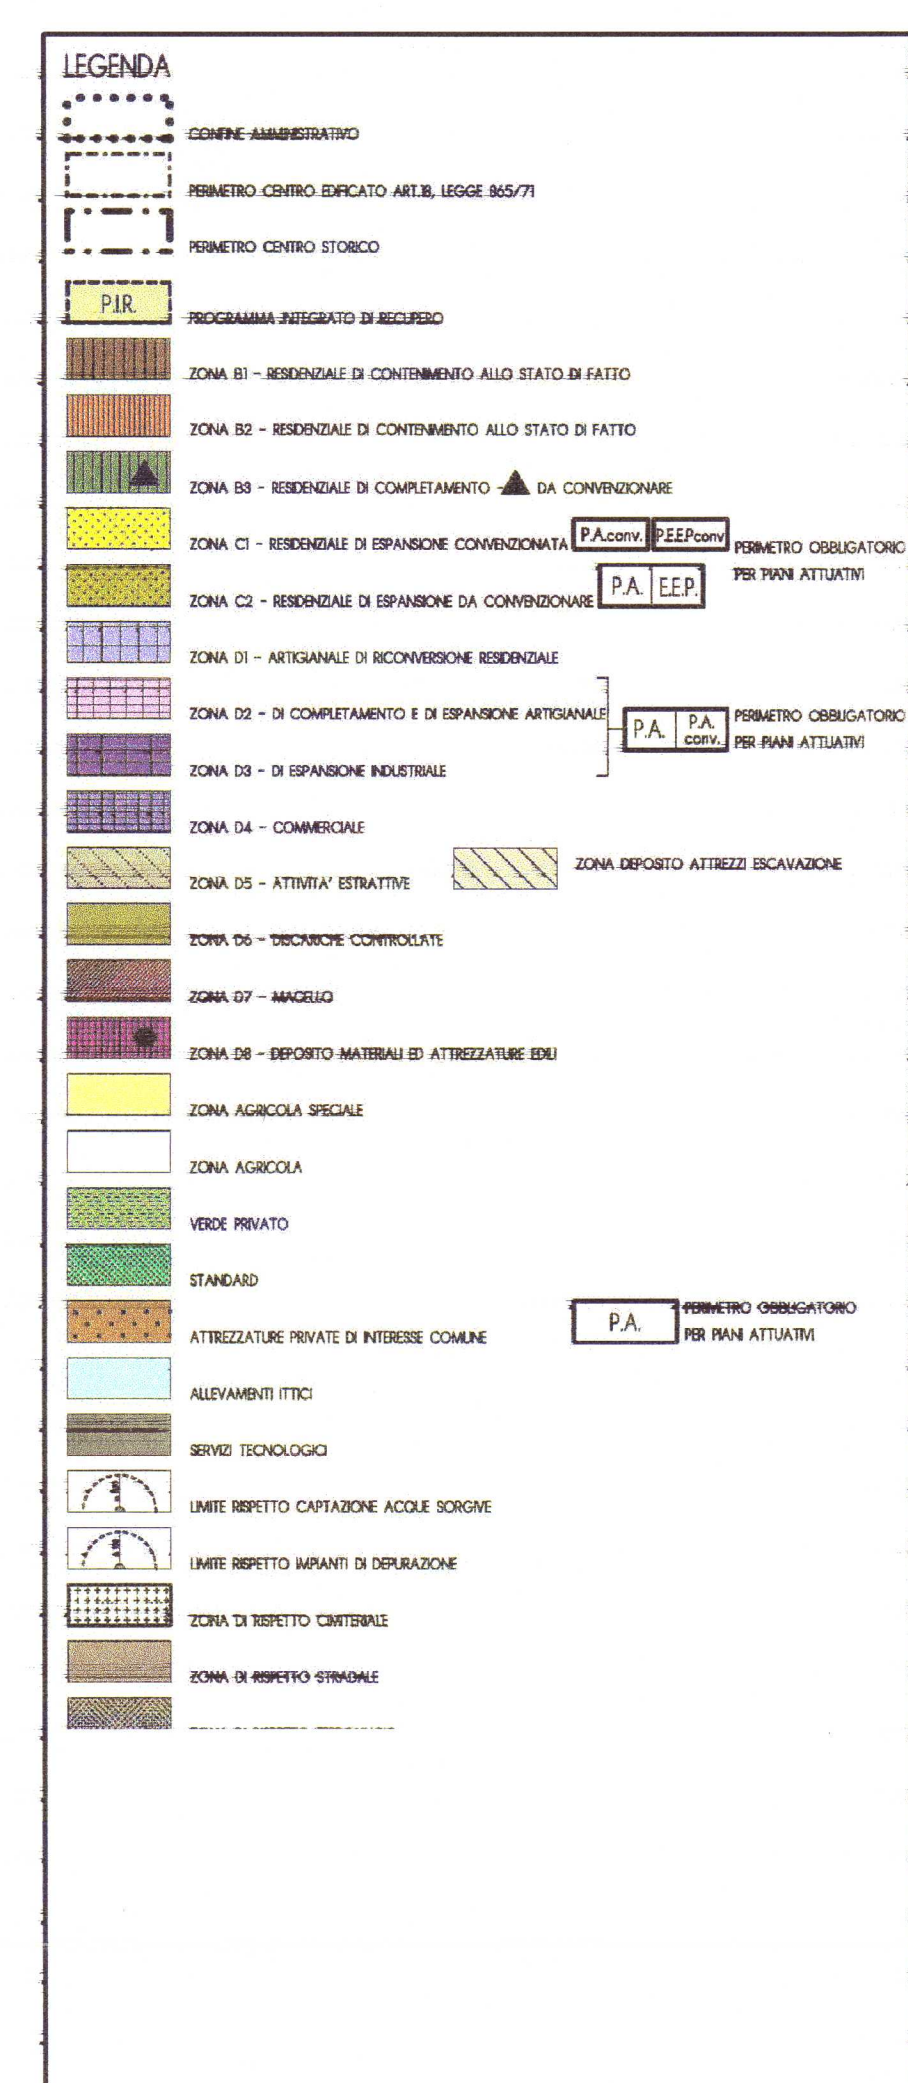 LEGENDA
CONFINE AMMINISTRATIVO
PERIMETRO CENTRO EDIFICATO ART.18, LEGGE 865/71
PERIMETRO CENTRO STORICO
P.I.R.
PROGRAMMA INTEGRATO DI RECUPERO
ZONA B1 - RESIDENZIALE DI CONTENIMENTO ALLO STATO DI FATTO
ZONA B2 - RESIDENZIALE DI CONTENIMENTO ALLO STATO DI FATTO
ZONA B3 - RESIDENZIALE DI COMPLETAMENTO - DA CONVENZIONARE
ZONA C1 - RESIDENZIALE DI ESPANSIONE CONVENZIONATA P.A.conv. P.E.E.Pconv
PERIMETRO OBBLIGATORIO
PER PIANI ATTUATIVI
ZONA C2 - RESIDENZIALE DI ESPANSIONE DA CONVENZIONARE P.A. E.E.P.
ZONA D1 - ARTIGIANALE DI RICONVERSIONE RESIDENZIALE
ZONA D2 - DI COMPLETAMENTO E DI ESPANSIONE ARTIGIANALE
P.A. P.A. conv.
PERIMETRO OBBLIGATORIO
PER PIANI ATTUATIVI
ZONA D3 - DI ESPANSIONE INDUSTRIALE
ZONA D4 - COMMERCIALE
ZONA D5 - ATTIVITA' ESTRATTIVE
ZONA DEPOSITO ATTREZZI ESCAVAZIONE
ZONA D6 - DISCARICHE CONTROLLATE
ZONA D7 - MACELLO
ZONA D8 - DEPOSITO MATERIALI ED ATTREZZATURE EDILI
ZONA AGRICOLA SPECIALE
ZONA AGRICOLA
VERDE PRIVATO
STANDARD
ATTREZZATURE PRIVATE DI INTERESSE COMUNE
P.A.
PERIMETRO OBBLIGATORIO
PER PIANI ATTUATIVI
ALLEVAMENTI ITTICI
SERVIZI TECNOLOGICI
LIMITE RISPETTO CAPTAZIONE ACQUE SORGIVE
LIMITE RISPETTO IMPIANTI DI DEPURAZIONE
ZONA DI RISPETTO CIMITERIALE
ZONA DI RISPETTO STRADALE